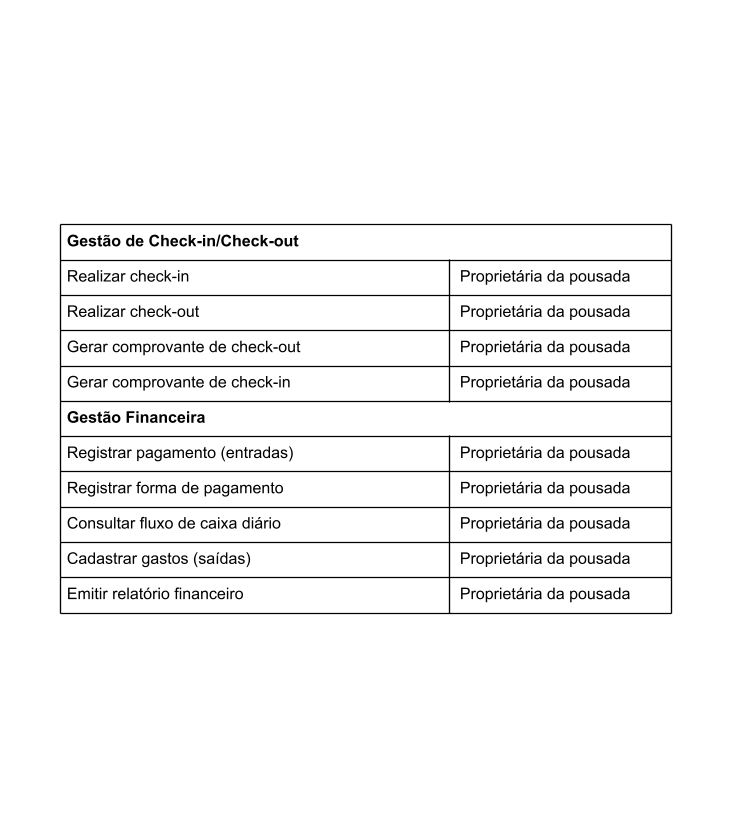 Gestão de Check-in/Check-out
Realizar check-in Proprietária da pousada
Realizar check-out Proprietária da pousada
Gerar comprovante de check-out Proprietária da pousada
Gerar comprovante de check-in Proprietária da pousada
Gestão Financeira
Registrar pagamento (entradas) Proprietária da pousada
Registrar forma de pagamento Proprietária da pousada
Consultar fluxo de caixa diário Proprietária da pousada
Cadastrar gastos (saídas) Proprietária da pousada
Emitir relatório financeiro Proprietária da pousada